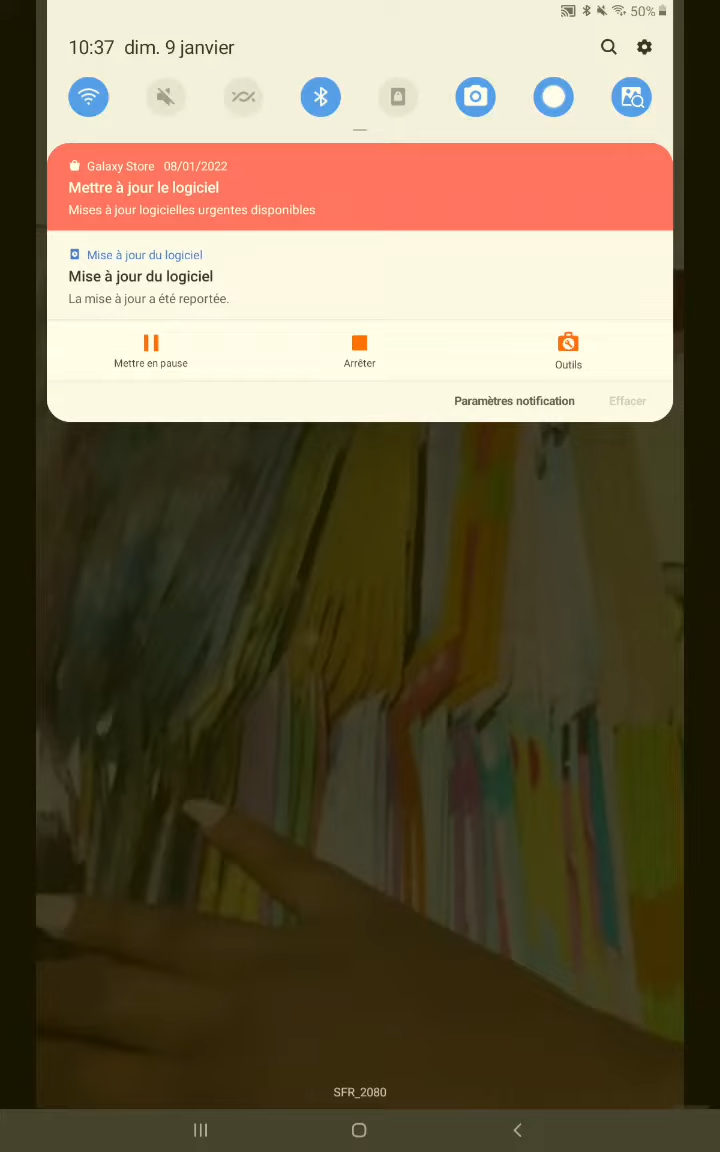 50%
10:37 dim. 9 janvier
Galaxy Store 08/01/2022
Mettre à jour le logiciel
Mises à jour logicielles urgentes disponibles
Mise à jour du logiciel
Mise à jour du logiciel
La mise à jour a été reportée.
Mettre en pause Arrêter Outils
Paramètres notification Effacer
SFR_2080